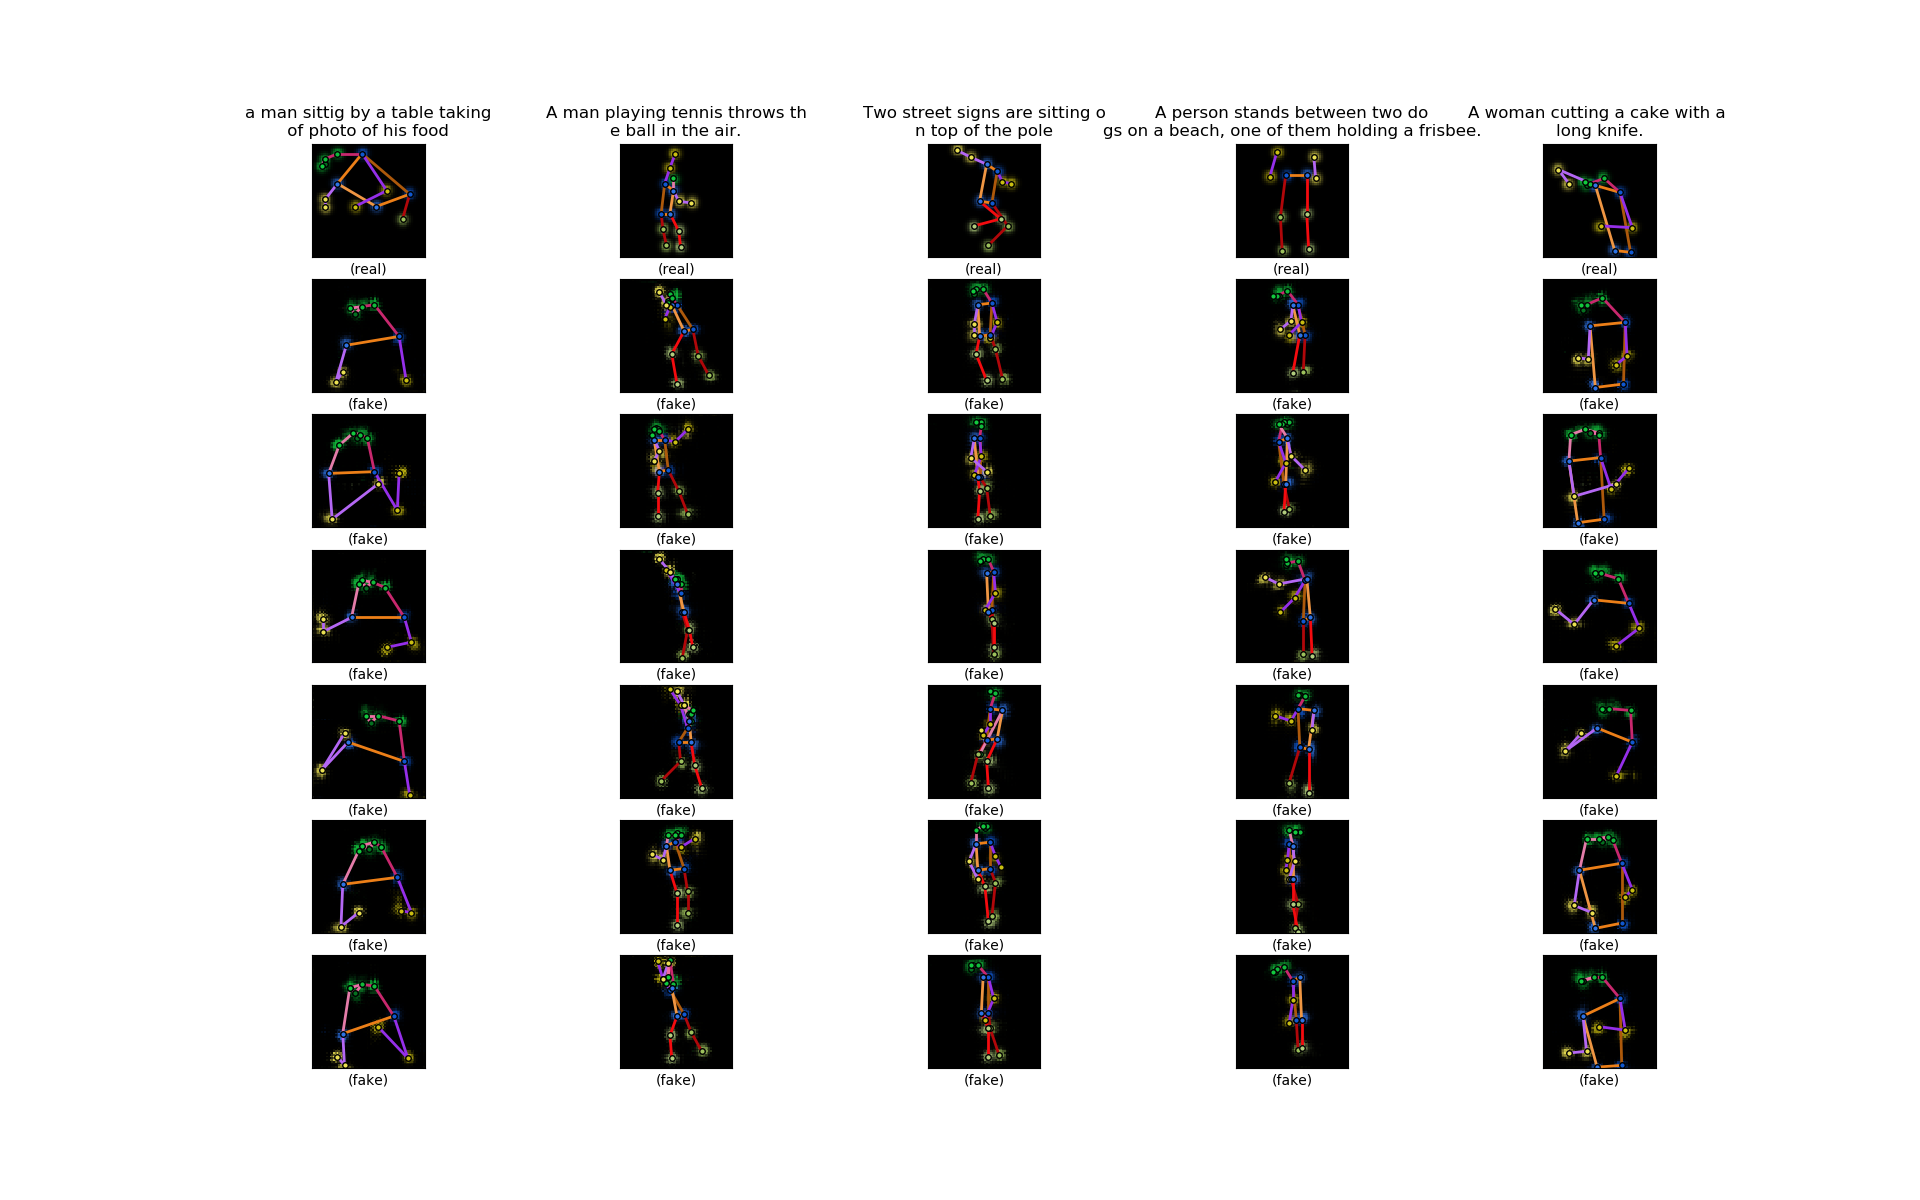 a man sittig by a table taking
of photo of his food
A man playing tennis throws th
e ball in the air.
Two street signs are sitting o
n top of the pole
A person stands between two do
gs on a beach, one of them holding a frisbee.
A woman cutting a cake with a
long knife.
(real) (real) (real) (real) (real)
(fake) (fake) (fake) (fake) (fake)
(fake) (fake) (fake) (fake) (fake)
(fake) (fake) (fake) (fake) (fake)
(fake) (fake) (fake) (fake) (fake)
(fake) (fake) (fake) (fake) (fake)
(fake) (fake) (fake) (fake) (fake)